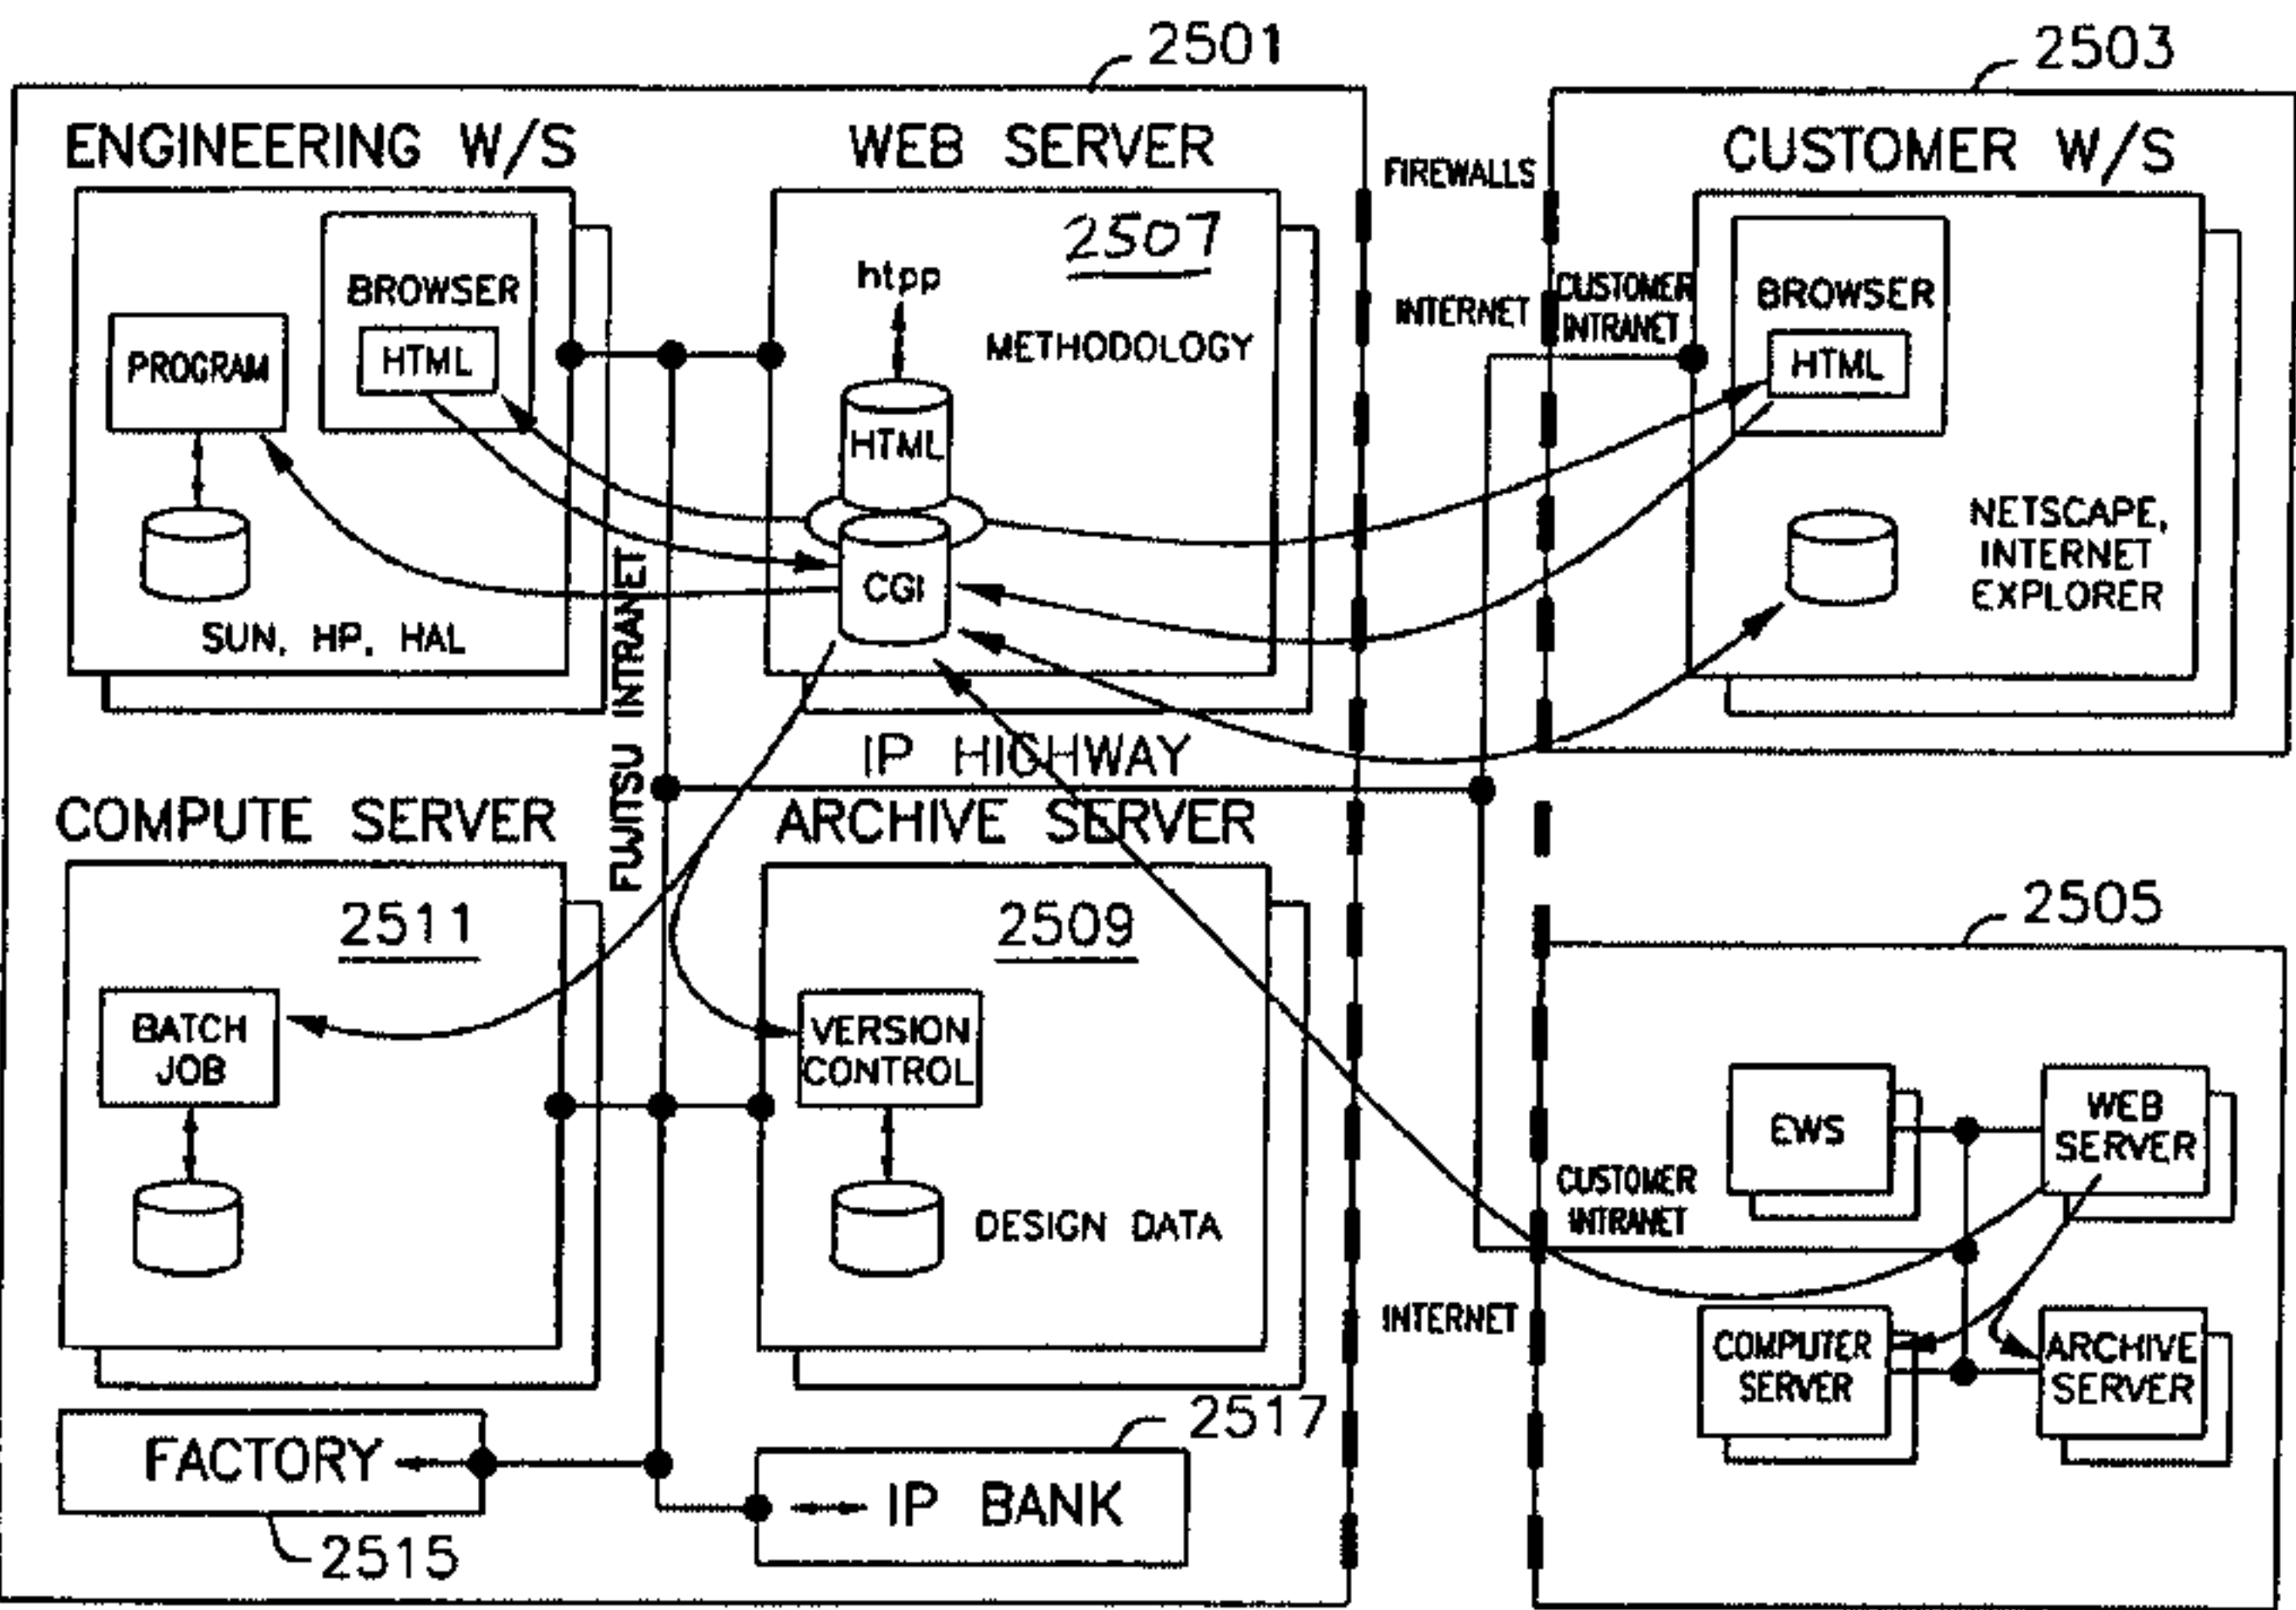 2501
2503
ENGINEERING W/S
WEB SERVER
FIREWALLS
CUSTOMER W/S
2507
htpp
BROWSER
HTML
PROGRAM
METHODOLOGY
INTERNET
CUSTOMER
INTRANET
BROWSER
HTML
HTML
CGI
NETSCAPE,
INTERNET
EXPLORER
SUN, HP, HAL
FUJITSU INTRANET
IP HIGHWAY
COMPUTE SERVER
ARCHIVE SERVER
2511
2509
2505
BATCH
JOB
VERSION
CONTROL
DESIGN DATA
EWS
WEB
SERVER
CUSTOMER
INTRANET
INTERNET
COMPUTER
SERVER
ARCHIVE
SERVER
FACTORY
2515
2517
IP BANK